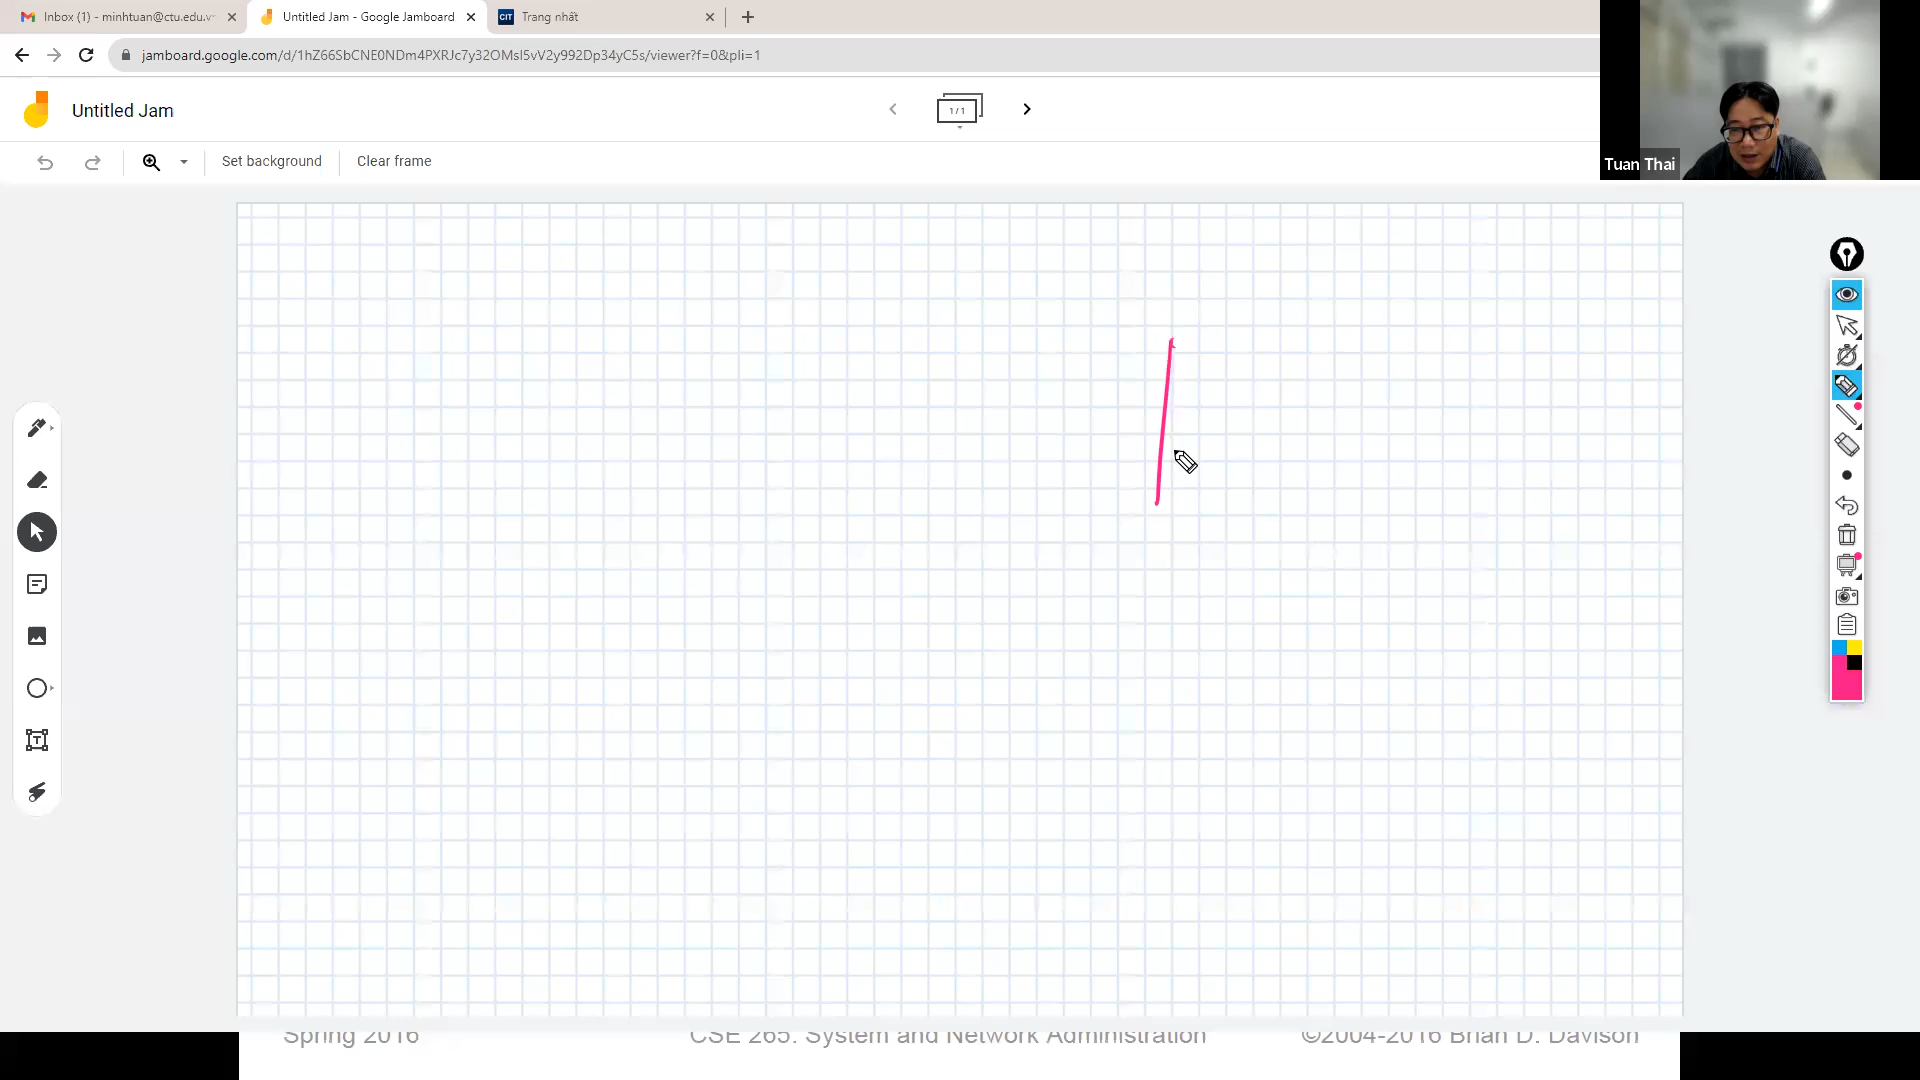 Inbox (1) - minhtuan@ctu.edu.v
Untitled Jam - Google Jamboard
CIT
Trang nhất
jamboard.google.com/d/1hZ66SbCNE0NDm4PXRJc7y32OMsl5vV2y992Dp34yC5s/viewer?f=0&pli=1
Untitled Jam
1 / 1
Set background
Clear frame
Tuan Thai
Spring 2016
CSE 265: System and Network Administration
©2004-2016 Brian D. Davison